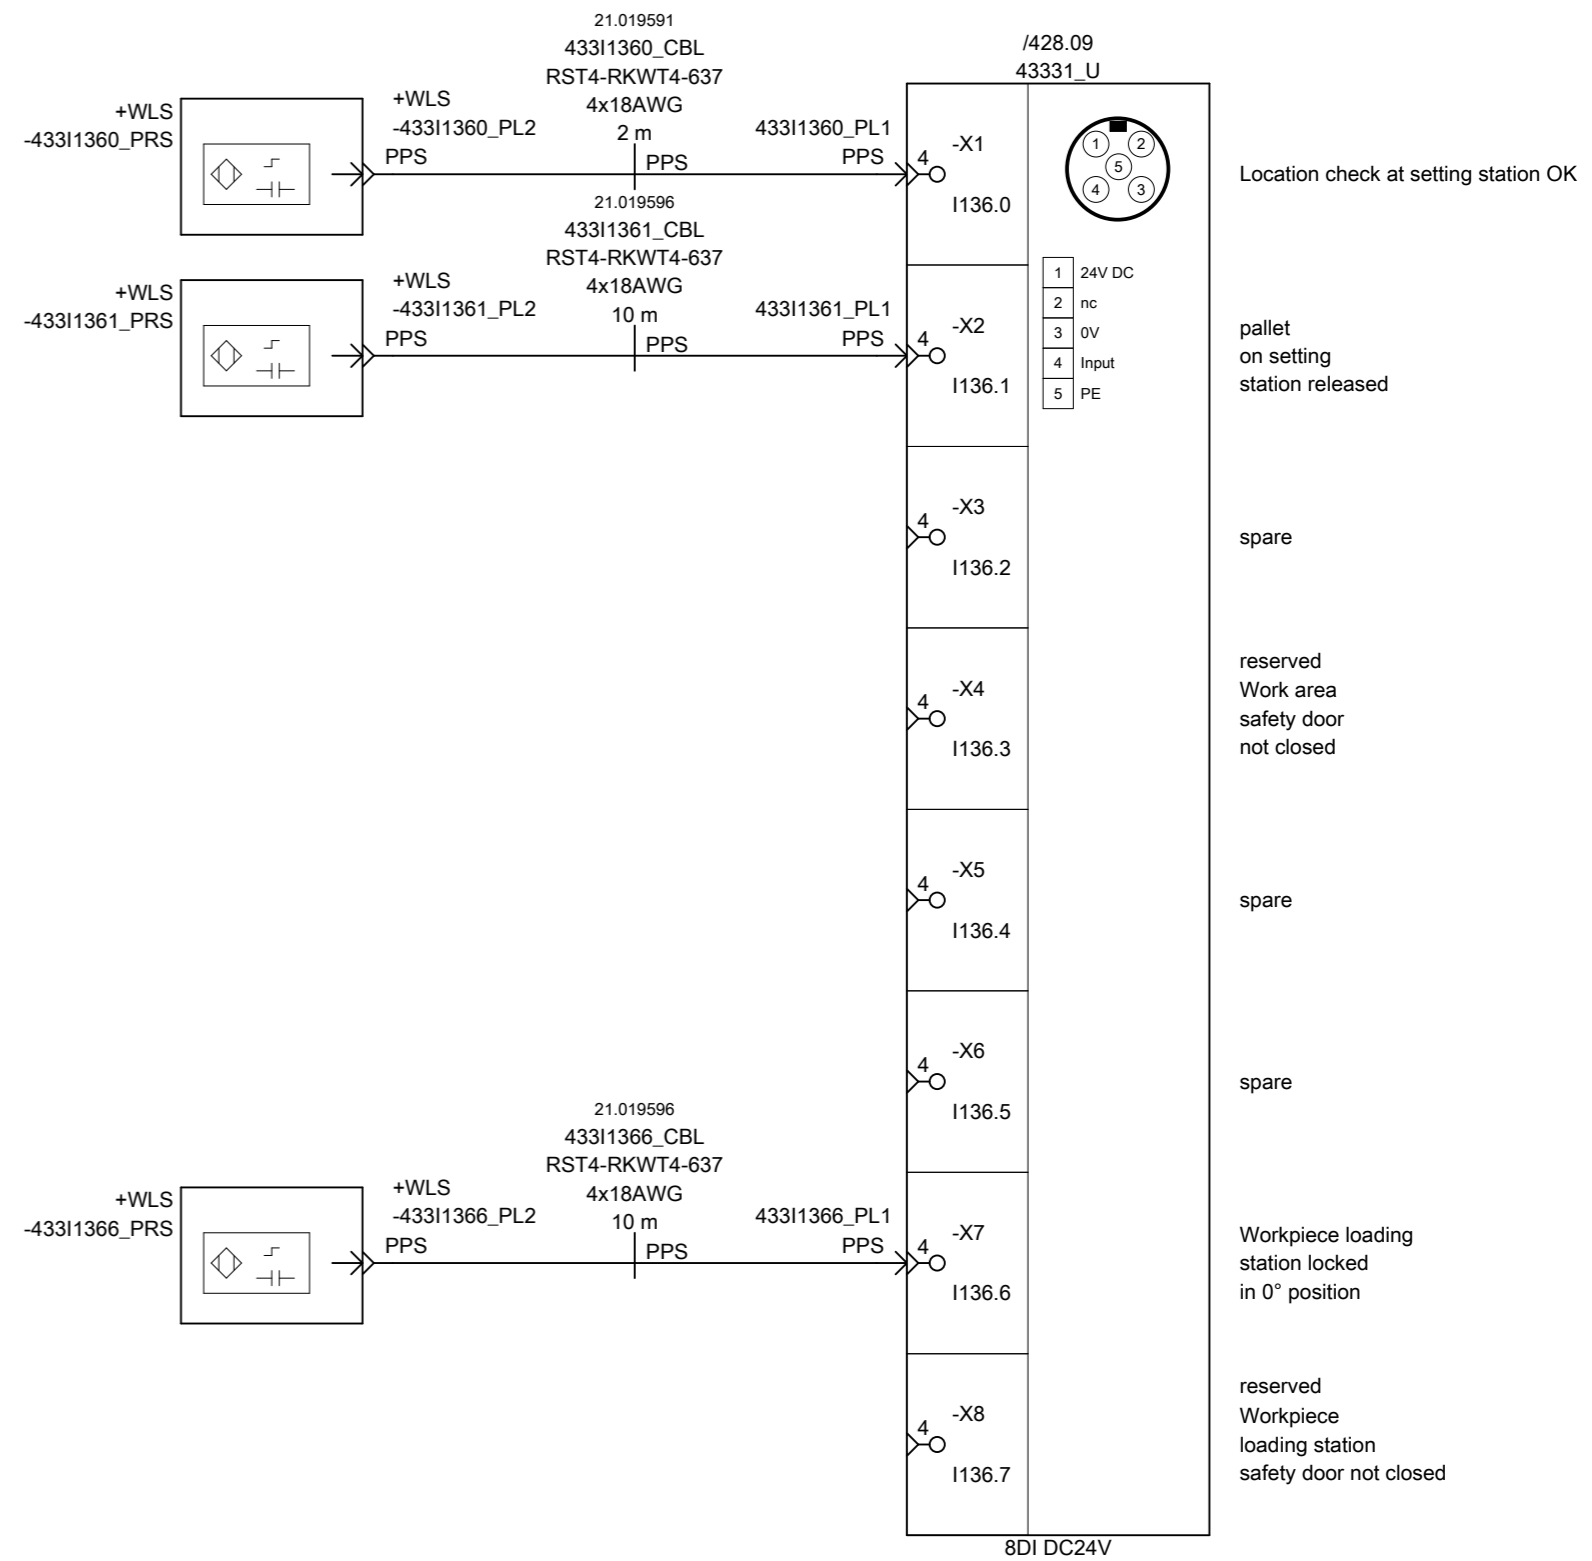 21.019591
433I1360_CBL
RST4-RKWT4-637
4x18AWG
2 m
/428.09
43331_U
+WLS
-433I1360_PRS
+WLS
-433I1360_PL2
PPS
PPS
433I1360_PL1
PPS
4
-X1
I136.0
1
2
5
4
3
Location check at setting station OK
21.019596
433I1361_CBL
RST4-RKWT4-637
4x18AWG
10 m
+WLS
-433I1361_PRS
+WLS
-433I1361_PL2
PPS
PPS
433I1361_PL1
PPS
4
-X2
I136.1
1 24V DC
2 nc
3 0V
4 Input
5 PE
pallet
on setting
station released
4
-X3
I136.2
spare
4
-X4
I136.3
reserved
Work area
safety door
not closed
4
-X5
I136.4
spare
4
-X6
I136.5
spare
21.019596
433I1366_CBL
RST4-RKWT4-637
4x18AWG
10 m
+WLS
-433I1366_PRS
+WLS
-433I1366_PL2
PPS
PPS
433I1366_PL1
PPS
4
-X7
I136.6
Workpiece loading
station locked
in 0° position
4
-X8
I136.7
reserved
Workpiece
loading station
safety door not closed
8DI DC24V